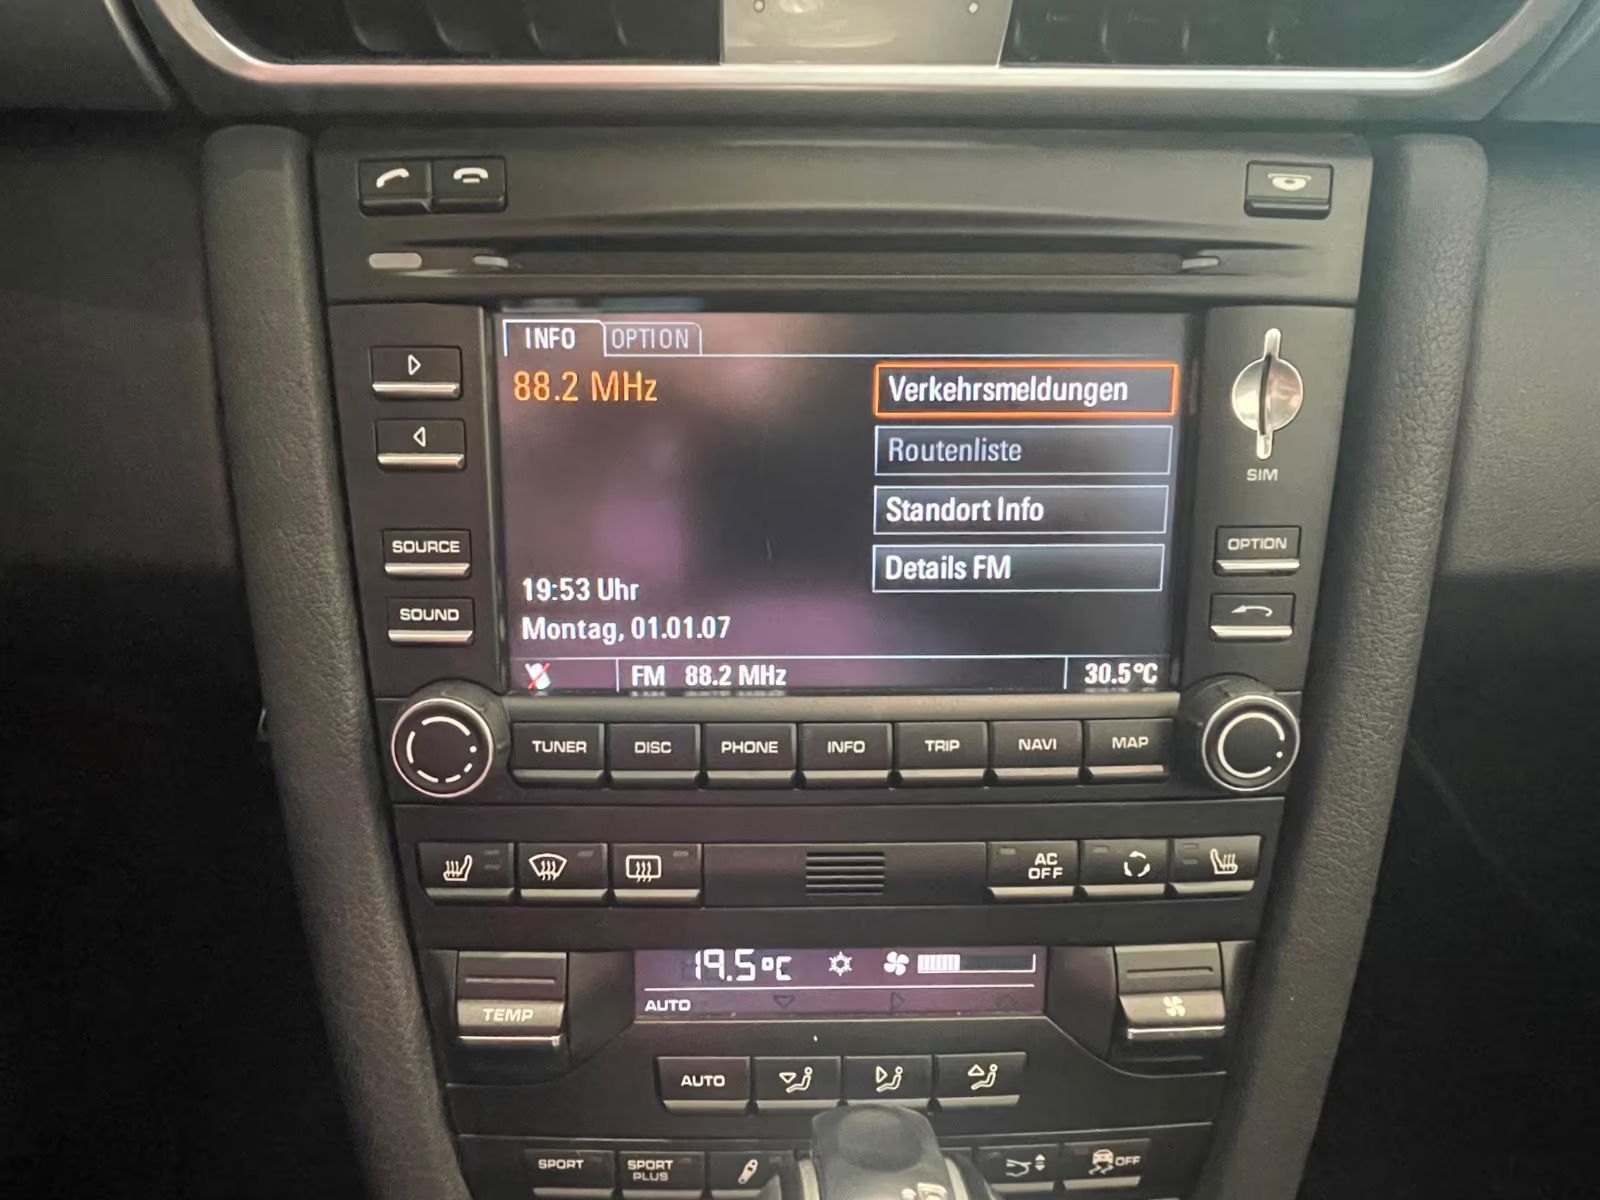 INFO OPTION
88.2 MHz
Verkehrsmeldungen
Routenliste
Standort Info
Details FM
19:53 Uhr
Montag, 01.01.07
FM 88.2 MHz 30.5°C
SOURCE
SOUND
SIM
OPTION
TUNER DISC PHONE INFO TRIP NAVI MAP
AC
OFF
19.5°C
AUTO
TEMP
AUTO
SPORT
SPORT
PLUS
OFF